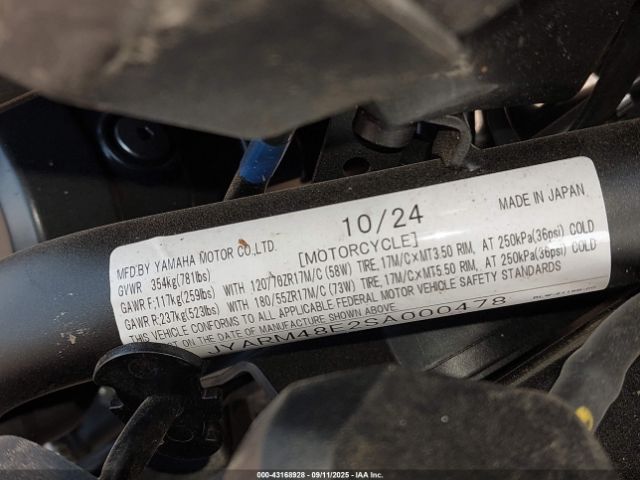 10/24
MADE IN JAPAN
MFD.BY YAMAHA MOTOR CO.,LTD. [MOTORCYCLE]
GVWR 354kg(781lbs)
GAWR F:117kg(259lbs) WITH 120/70ZR17M/C (58W) TIRE, 17M/C×MT3.50 RIM, AT 250kPa(36psi) COLD
GAWR R:237kg(523lbs) WITH 180/55ZR17M/C (73W) TIRE, 17M/C×MT5.50 RIM, AT 250kPa(36psi) COLD
THIS VEHICLE CONFORMS TO ALL APPLICABLE FEDERAL MOTOR VEHICLE SAFETY STANDARDS
ON THE DATE OF MANUFACTURE SHOWN ABOVE
JYARM48E2SA000478
000-43168928 - 09/11/2025 - IAA Inc.